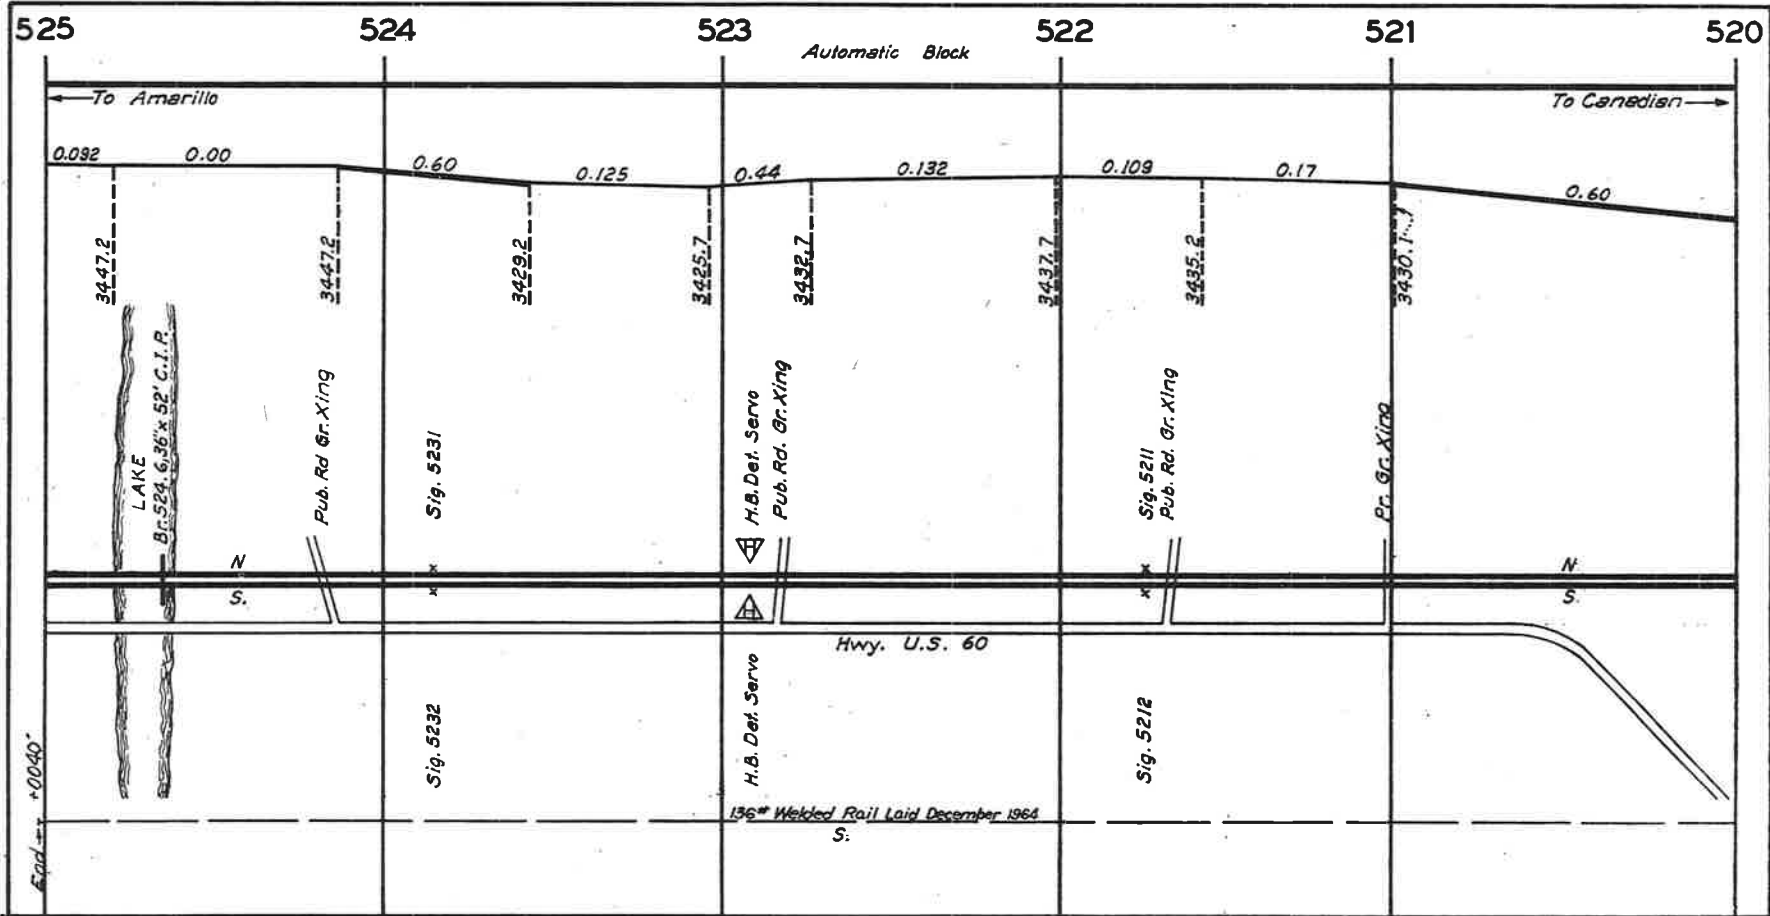 525 524 523 522 521 520
Automatic Block
To Amarillo
To Canadian
0.092 0.00 0.60 0.125 0.44 0.132 0.109 0.17 0.60
3447.2
3447.2
3429.2
3425.7
3432.7
3437.7
3435.2
3430.1
LAKE
Br. 524.6, 36" x 52' C.I.P.
Pub. Rd Gr. Xing
Sig. 5231
H.B. Det. Servo
Pub. Rd. Gr. Xing
Sig. 5211
Pub. Rd. Gr. Xing
Pr. Gr. Xing
N
N
S.
S.
H
H
Hwy. U.S. 60
Sig. 5232
H.B. Det. Servo
Sig. 5212
End +0040'
136# Welded Rail Laid December 1964
S.